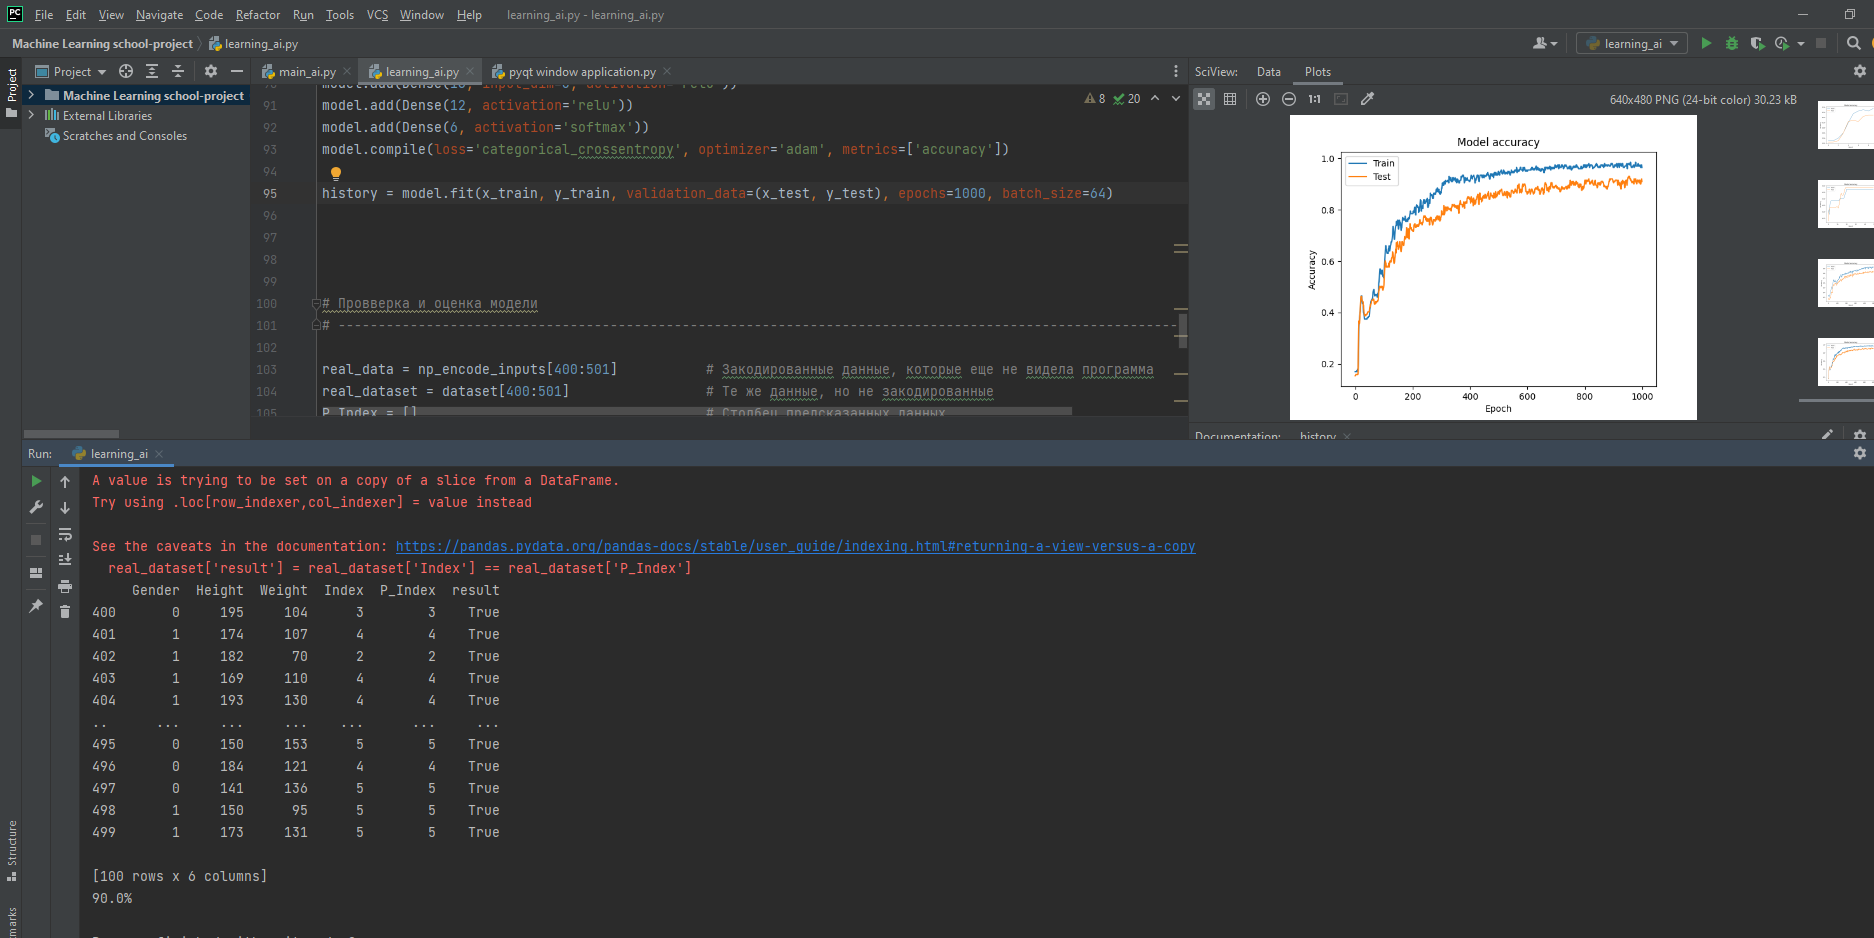 PC File Edit View Navigate Code Refactor Run Tools VCS Window Help learning_ai.py - learning_ai.py
Machine Learning school-project learning_ai.py learning_ai
Project
Project
main_ai.py learning_ai.py pyqt window application.py
Machine Learning school-project
External Libraries
Scratches and Consoles
8 20
91 model.add(Dense(12, activation='relu'))
92 model.add(Dense(6, activation='softmax'))
93 model.compile(loss='categorical_crossentropy', optimizer='adam', metrics=['accuracy'])
94
95 history = model.fit(x_train, y_train, validation_data=(x_test, y_test), epochs=1000, batch_size=64)
96
97
98
99
100 # Провверка и оценка модели
101 # ---------------------------------------------------------------------------------------------------------
102
103 real_data = np_encode_inputs[400:501] # Закодированные данные, которые еще не видела программа
104 real_dataset = dataset[400:501] # Те же данные, но не закодированные
105 P_Index = [] # Столбец предсказанных данных
SciView: Data Plots
1:1 640x480 PNG (24-bit color) 30.23 kB
Model accuracy
Train
Test
1.0
0.8
0.6
0.4
0.2
Accuracy
0 200 400 600 800 1000
Epoch
Documentation: history
Run: learning_ai
A value is trying to be set on a copy of a slice from a DataFrame.
Try using .loc[row_indexer,col_indexer] = value instead
See the caveats in the documentation: https://pandas.pydata.org/pandas-docs/stable/user_guide/indexing.html#returning-a-view-versus-a-copy
real_dataset['result'] = real_dataset['Index'] == real_dataset['P_Index']
Gender Height Weight Index P_Index result
400 0 195 104 3 3 True
401 1 174 107 4 4 True
402 1 182 70 2 2 True
403 1 169 110 4 4 True
404 1 193 130 4 4 True
.. ... ... ... ... ... ...
495 0 150 153 5 5 True
496 0 184 121 4 4 True
497 0 141 136 5 5 True
498 1 150 95 5 5 True
499 1 173 131 5 5 True
[100 rows x 6 columns]
90.0%
Structure